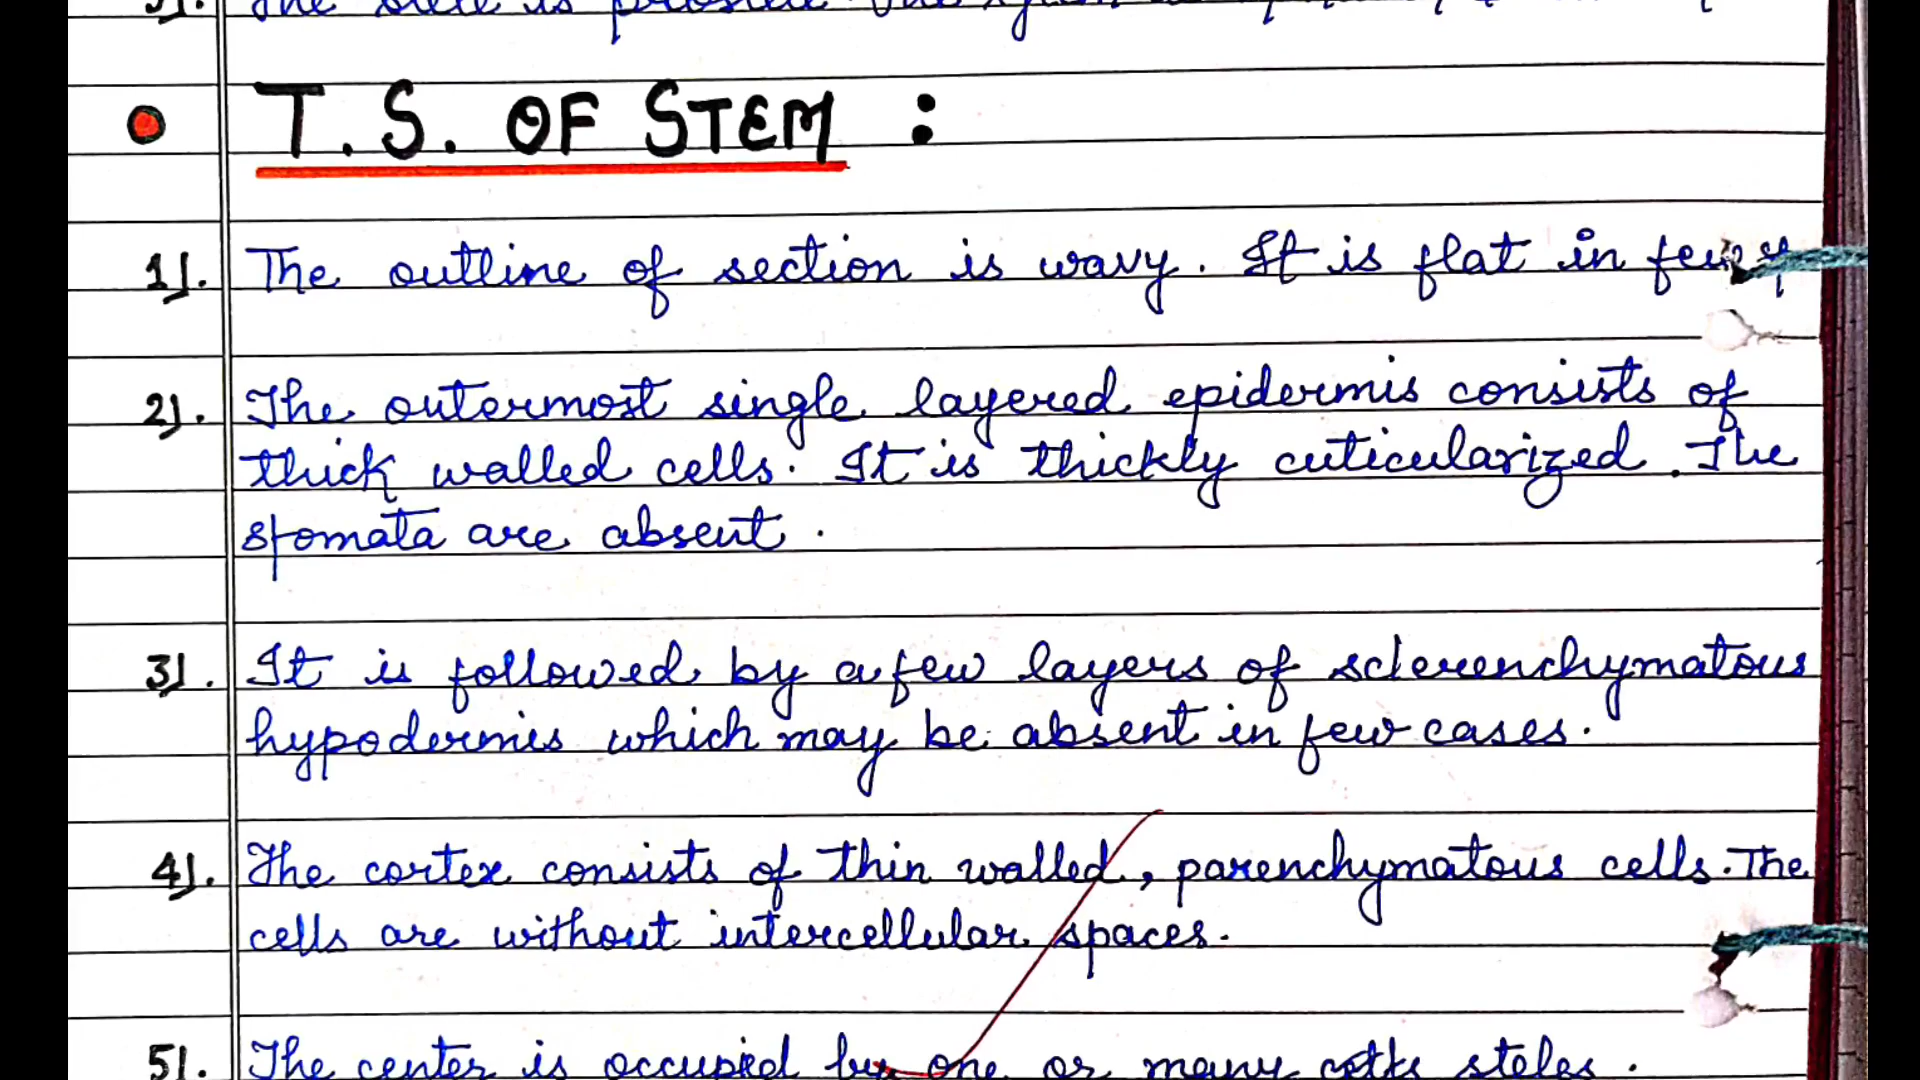 The stele is
● T. S. OF STEM :
1). The outline of section is wavy. It is flat in few
2). The outermost single layered epidermis consists of
thick walled cells. It is thickly cuticularized. The
stomata are absent.
3). It is followed by a few layers of sclerenchymatous
hypodermis which may be absent in few cases.
4). The cortex consists of thin walled, parenchymatous cells. The
cells are without intercellular spaces.
5). The center is occupied by one or many steles.